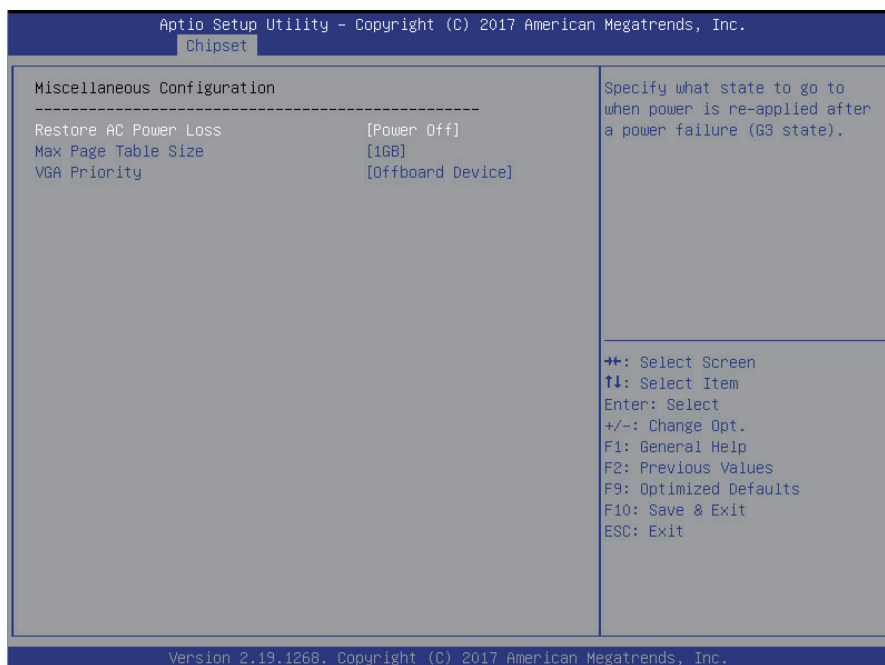 Aptio Setup Utility – Copyright (C) 2017 American Megatrends, Inc.
Chipset
Miscellaneous Configuration
Restore AC Power Loss [Power Off]
Max Page Table Size [1GB]
VGA Priority [Offboard Device]
Specify what state to go to
when power is re-applied after
a power failure (G3 state).
→←: Select Screen
↑↓: Select Item
Enter: Select
+/-: Change Opt.
F1: General Help
F2: Previous Values
F9: Optimized Defaults
F10: Save & Exit
ESC: Exit
Version 2.19.1268. Copyright (C) 2017 American Megatrends, Inc.